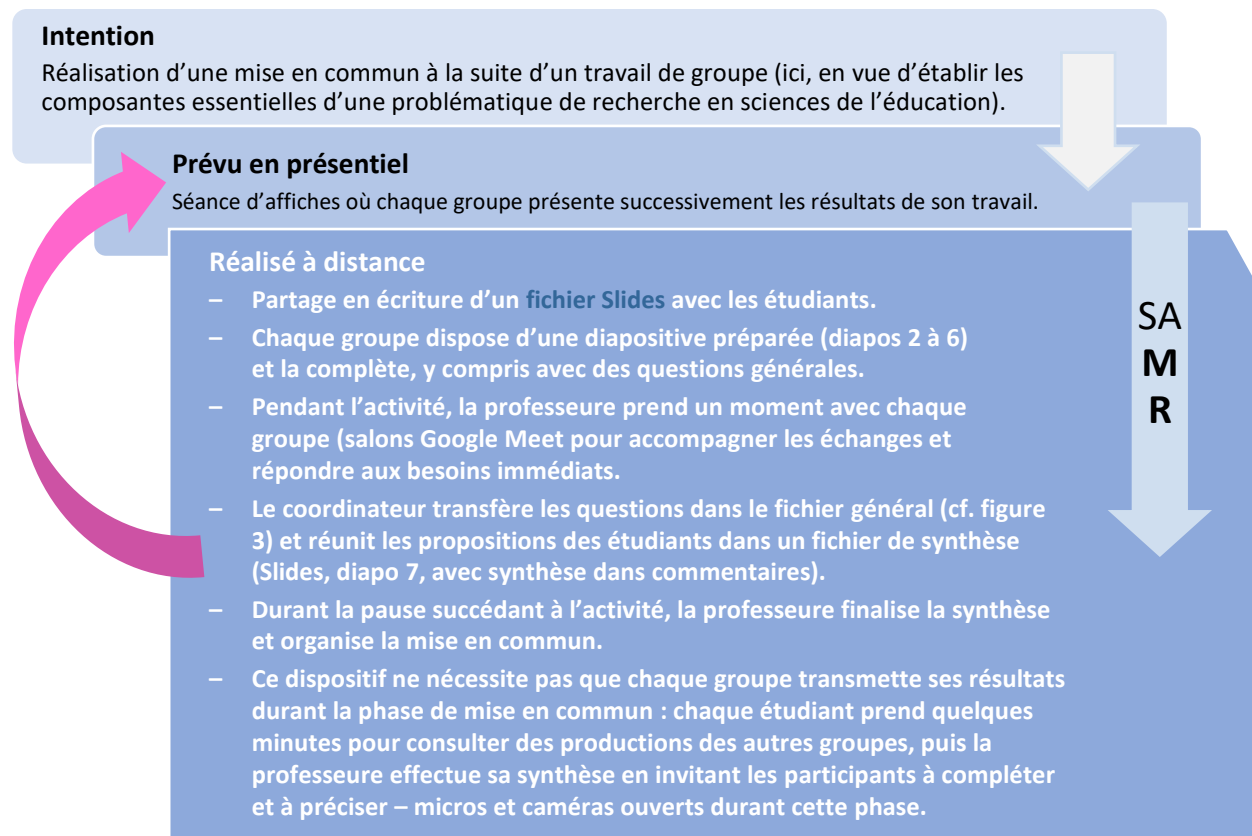 Intention
Réalisation d’une mise en commun à la suite d’un travail de groupe (ici, en vue d’établir les
composantes essentielles d’une problématique de recherche en sciences de l’éducation).
Prévu en présentiel
Séance d’affiches où chaque groupe présente successivement les résultats de son travail.
Réalisé à distance
– Partage en écriture d’un fichier Slides avec les étudiants.
– Chaque groupe dispose d’une diapositive préparée (diapos 2 à 6)
et la complète, y compris avec des questions générales.
– Pendant l’activité, la professeure prend un moment avec chaque
groupe (salons Google Meet pour accompagner les échanges et
répondre aux besoins immédiats.
– Le coordinateur transfère les questions dans le fichier général (cf. figure
3) et réunit les propositions des étudiants dans un fichier de synthèse
(Slides, diapo 7, avec synthèse dans commentaires).
– Durant la pause succédant à l’activité, la professeure finalise la synthèse
et organise la mise en commun.
– Ce dispositif ne nécessite pas que chaque groupe transmette ses résultats
durant la phase de mise en commun : chaque étudiant prend quelques
minutes pour consulter des productions des autres groupes, puis la
professeure effectue sa synthèse en invitant les participants à compléter
et à préciser – micros et caméras ouverts durant cette phase.
SA
M
R